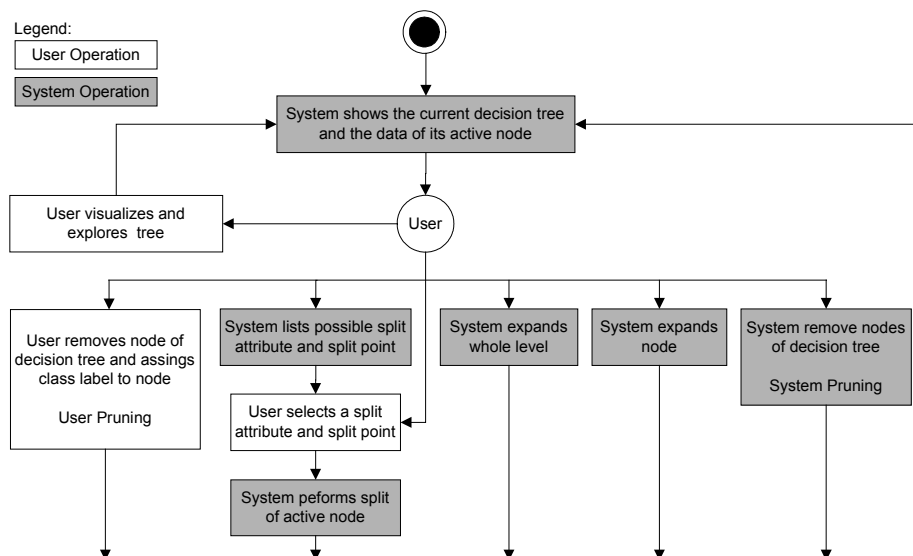 Legend:
User Operation
System Operation
System shows the current decision tree
and the data of its active node
User visualizes and
explores tree
User
User removes node of
decision tree and assings
class label to node
User Pruning
System lists possible split
attribute and split point
User selects a split
attribute and split point
System peforms split
of active node
System expands
whole level
System expands
node
System remove nodes
of decision tree
System Pruning